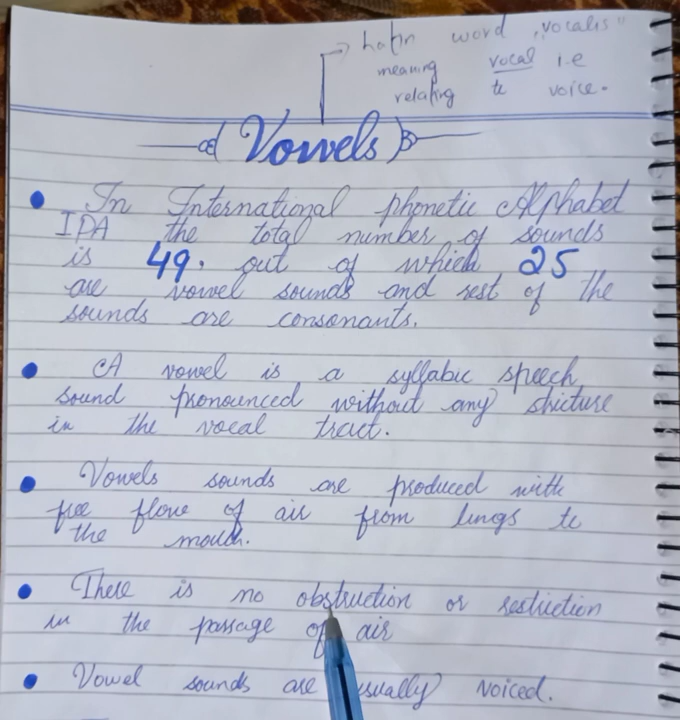 Latin word "vocalis"
meaning vocal i.e
relating to voice.
Vowels
In International phonetic Alphabet
IPA the total number of sounds
is 49, out of which 25
are vowel sounds and rest of the
sounds are consonants.
A vowel is a syllabic speech
sound pronounced without any stricture
in the vocal tract.
Vowels sounds are produced with
free flow of air from lungs to
the mouth.
There is no obstruction or restriction
in the passage of air
Vowel sounds are usually voiced.